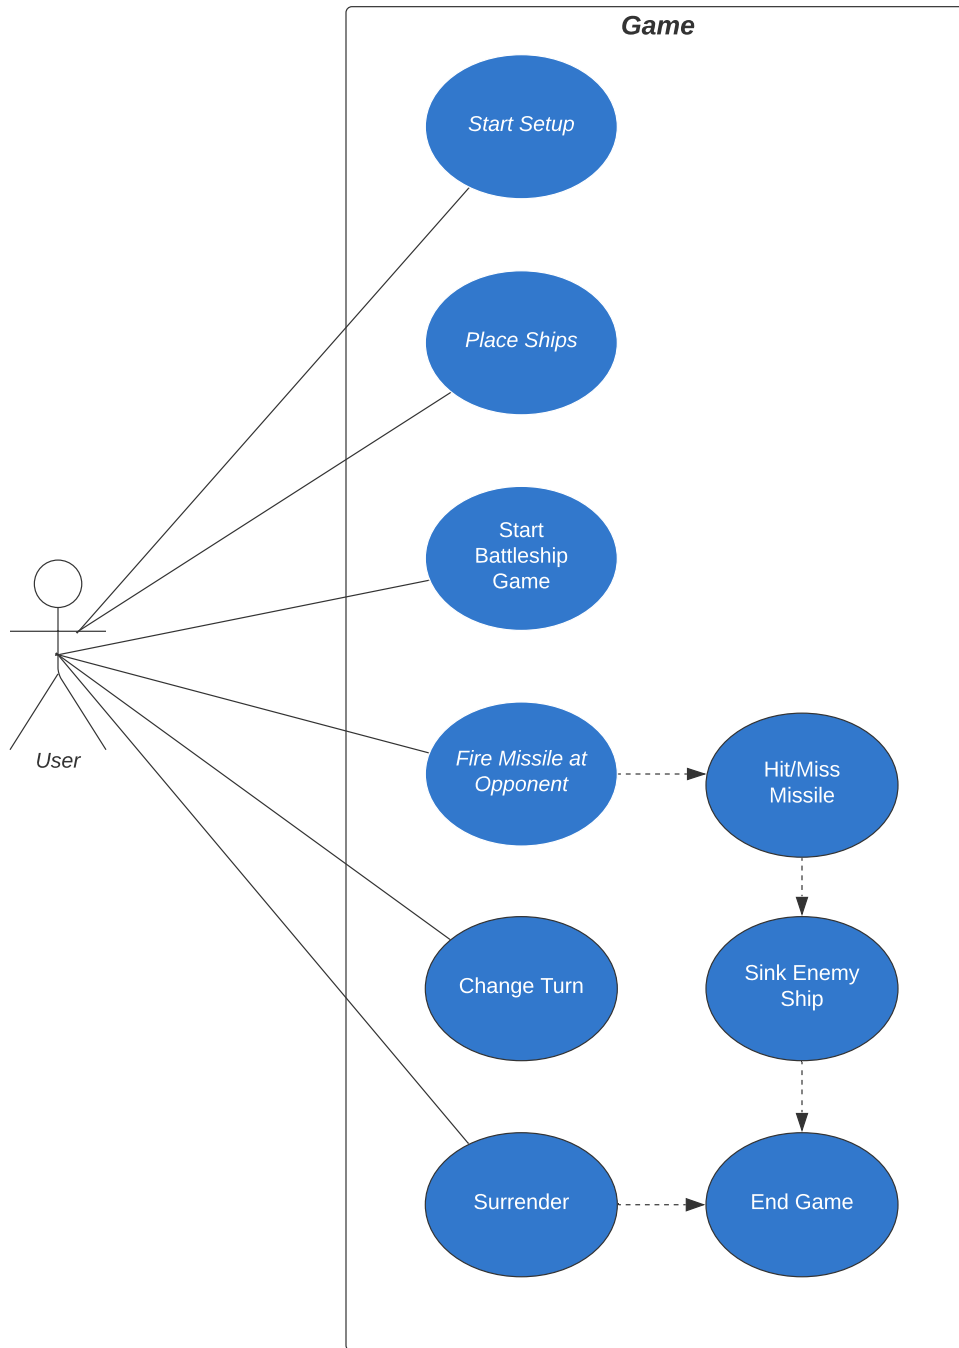 Game
Start Setup
Place Ships
Start
Battleship
Game
User
Fire Missile at
Opponent
Hit/Miss
Missile
Change Turn
Sink Enemy
Ship
Surrender
End Game